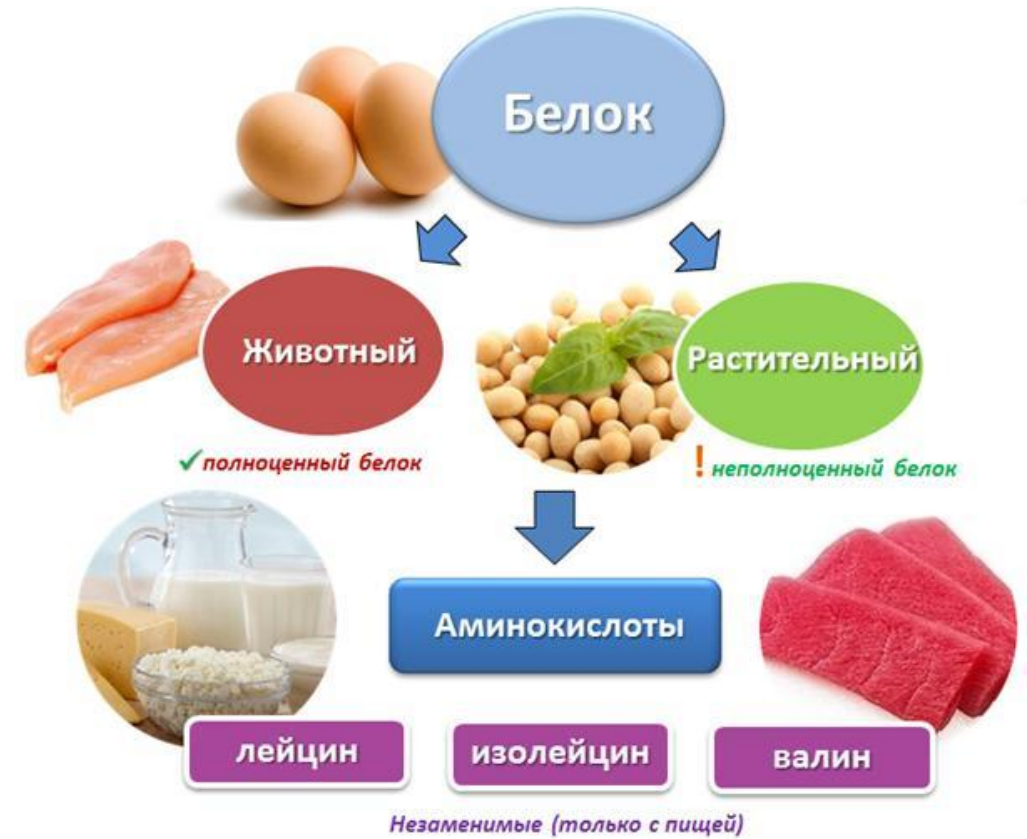 Белок
Животный
Растительный
полноценный белок
! неполноценный белок
Аминокислоты
лейцин
изолейцин
валин
Незаменимые (только с пищей)